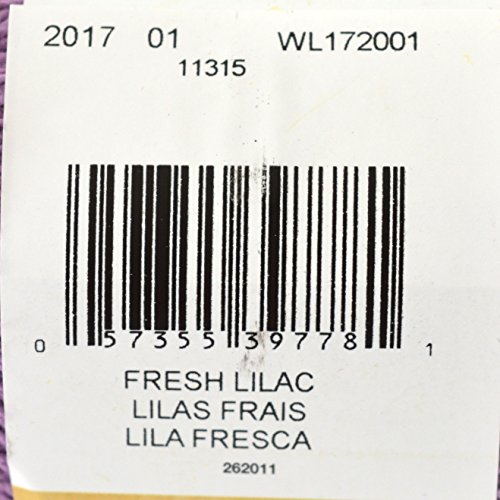 2017 01 WL172001
11315
0 57355 39778 1
FRESH LILAC
LILAS FRAIS
LILA FRESCA
262011